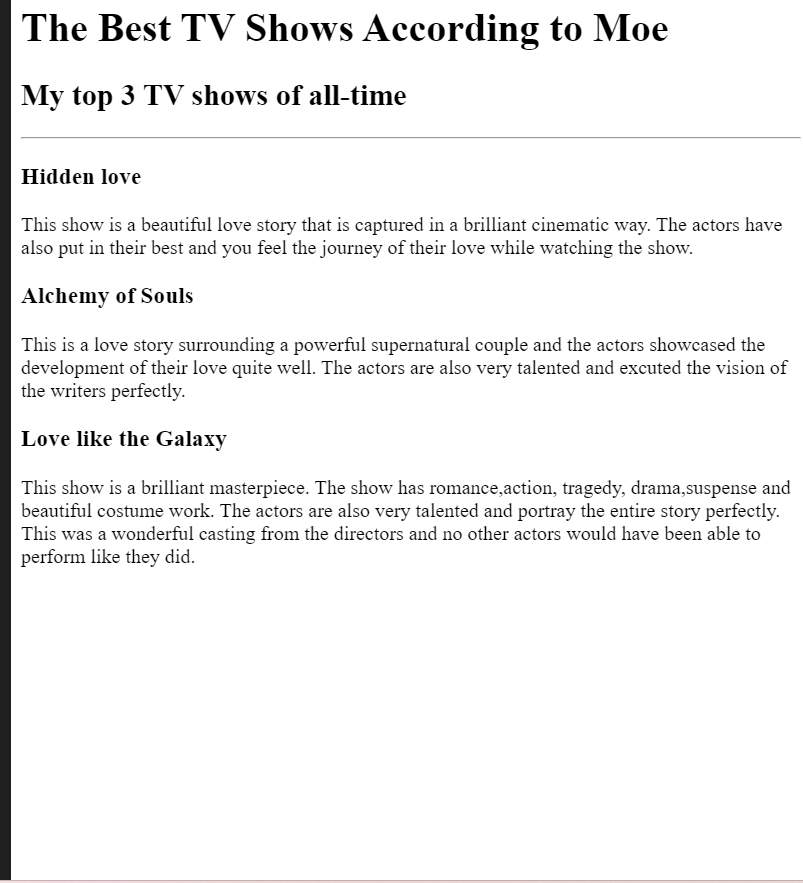 The Best TV Shows According to Moe
My top 3 TV shows of all-time
Hidden love
This show is a beautiful love story that is captured in a brilliant cinematic way. The actors have
also put in their best and you feel the journey of their love while watching the show.
Alchemy of Souls
This is a love story surrounding a powerful supernatural couple and the actors showcased the
development of their love quite well. The actors are also very talented and excuted the vision of
the writers perfectly.
Love like the Galaxy
This show is a brilliant masterpiece. The show has romance,action, tragedy, drama,suspense and
beautiful costume work. The actors are also very talented and portray the entire story perfectly.
This was a wonderful casting from the directors and no other actors would have been able to
perform like they did.